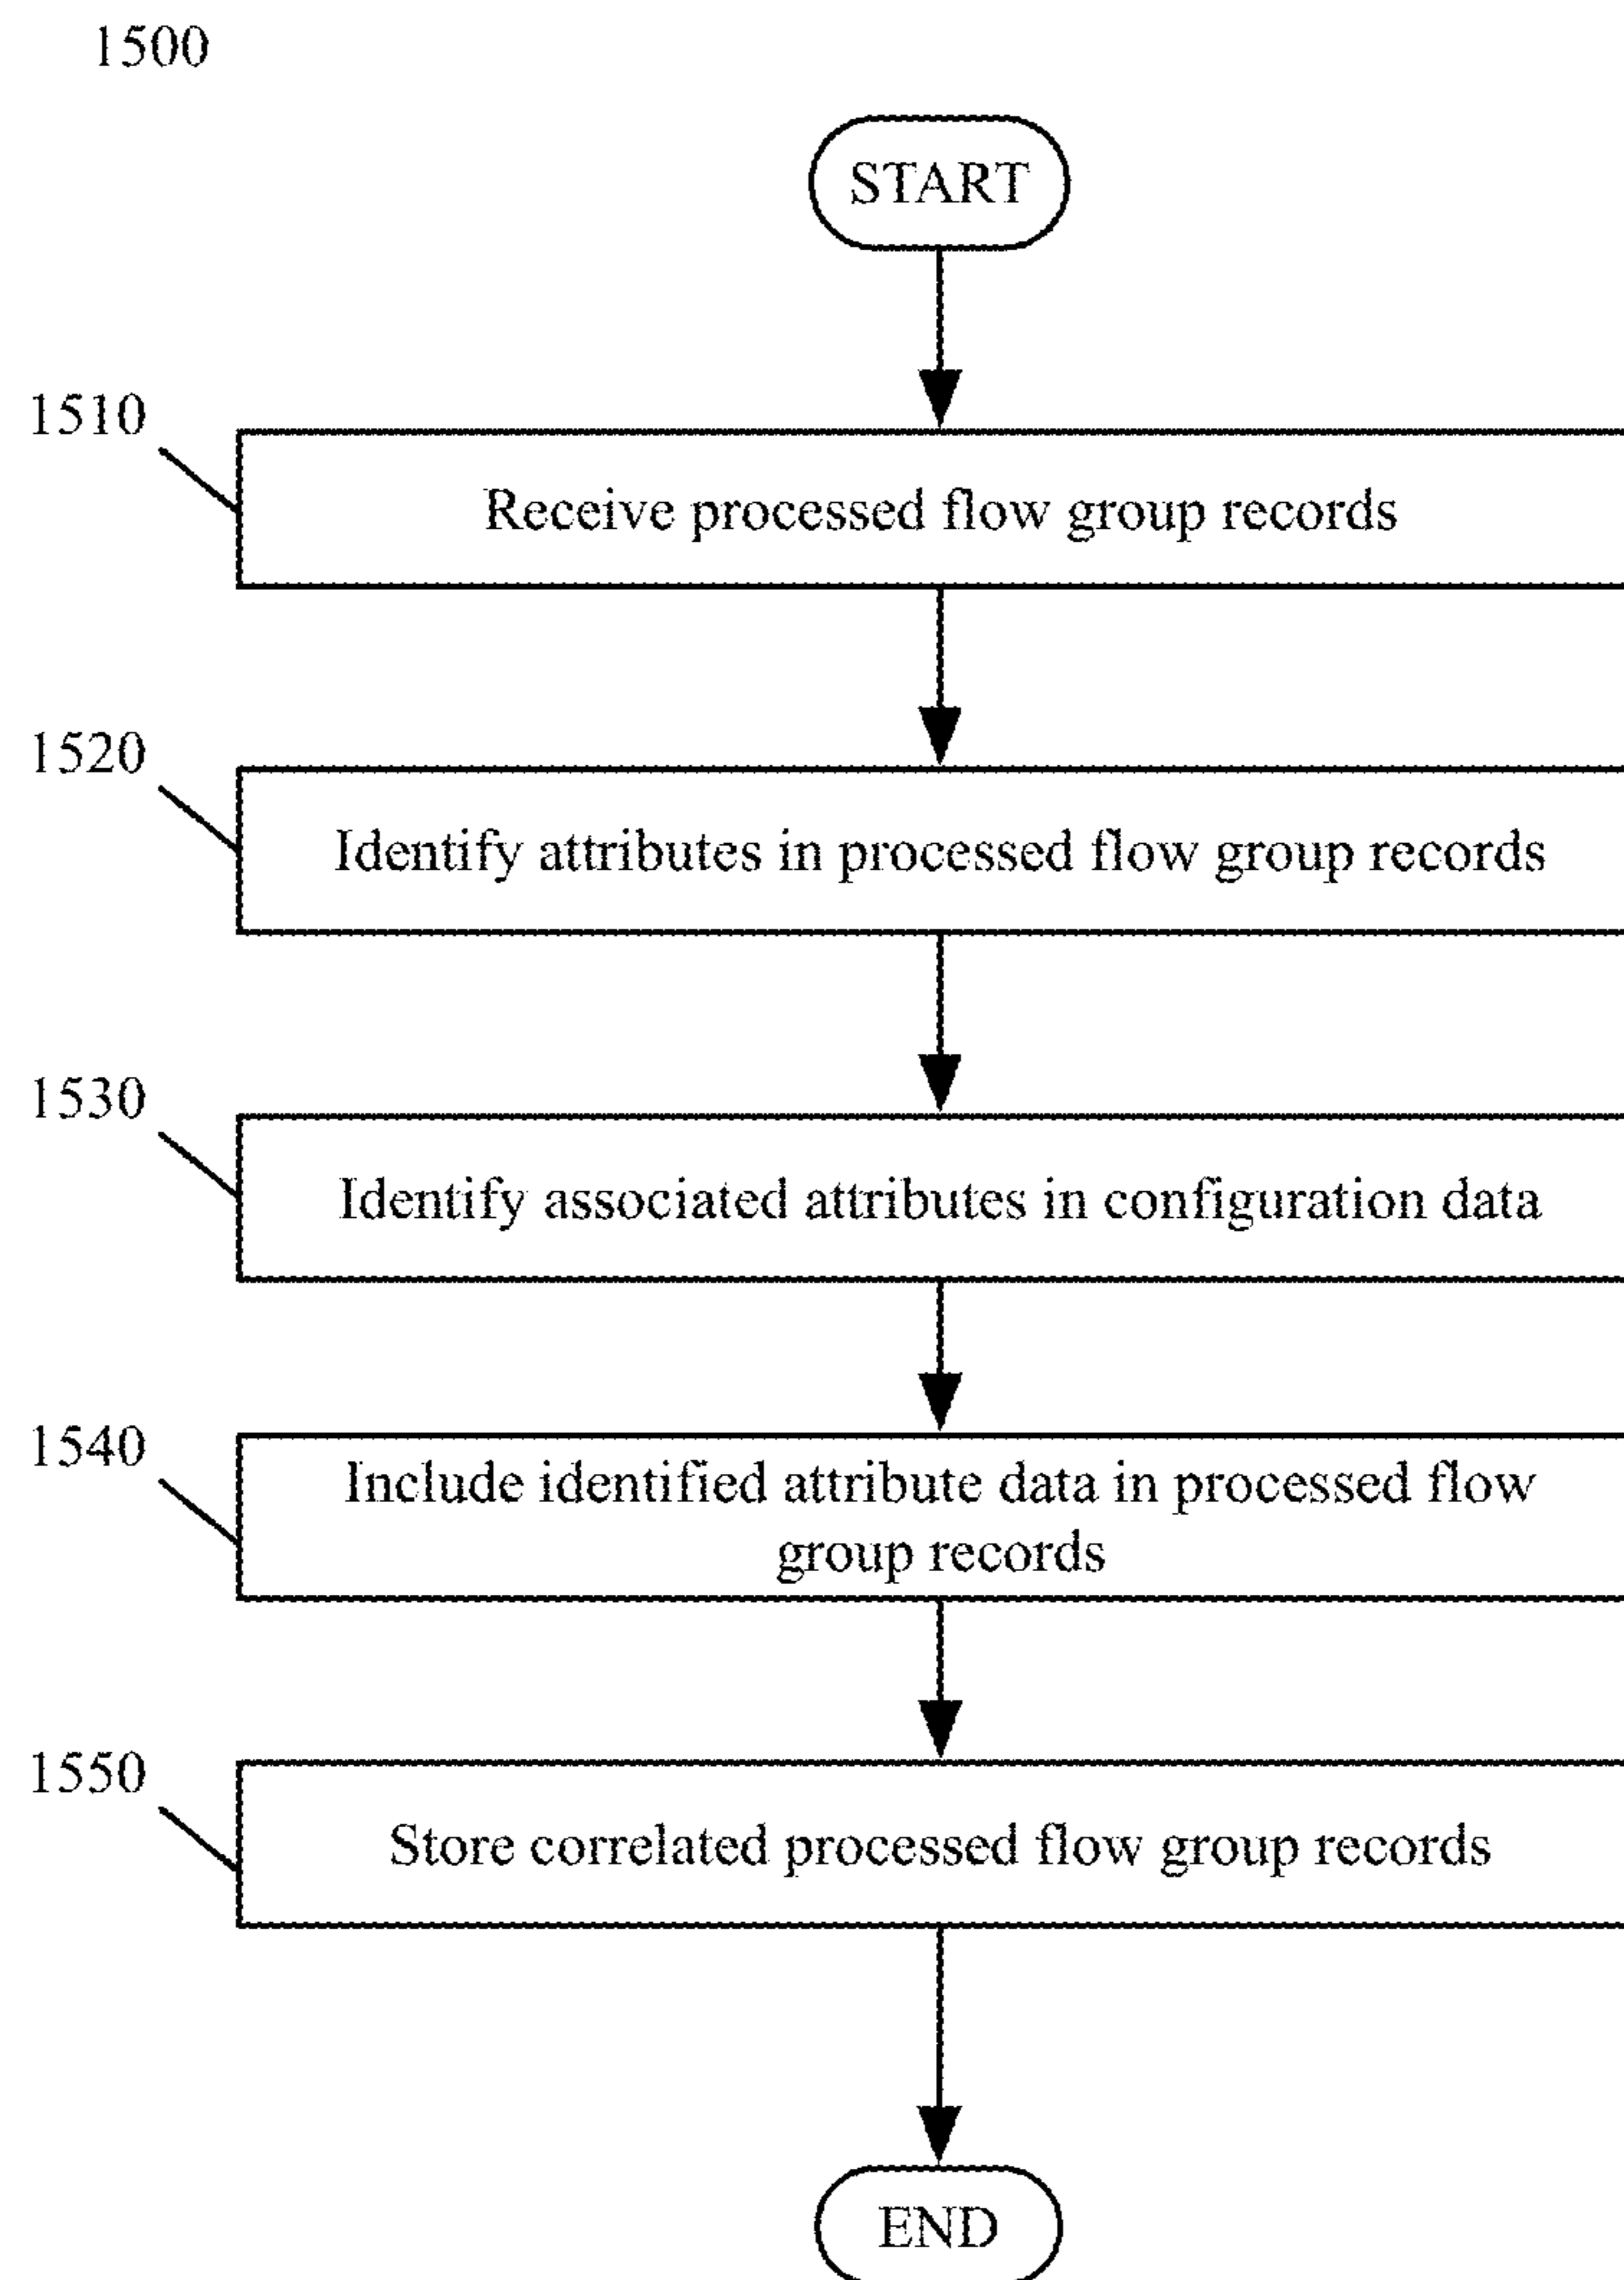 1500
START
1510
Receive processed flow group records
1520
Identify attributes in processed flow group records
1530
Identify associated attributes in configuration data
1540
Include identified attribute data in processed flow
group records
1550
Store correlated processed flow group records
END